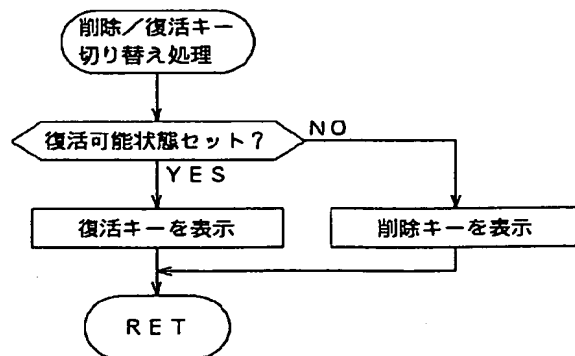 削除／復活キー
切り替え処理
復活可能状態セット？
NO
YES
復活キーを表示
削除キーを表示
RET